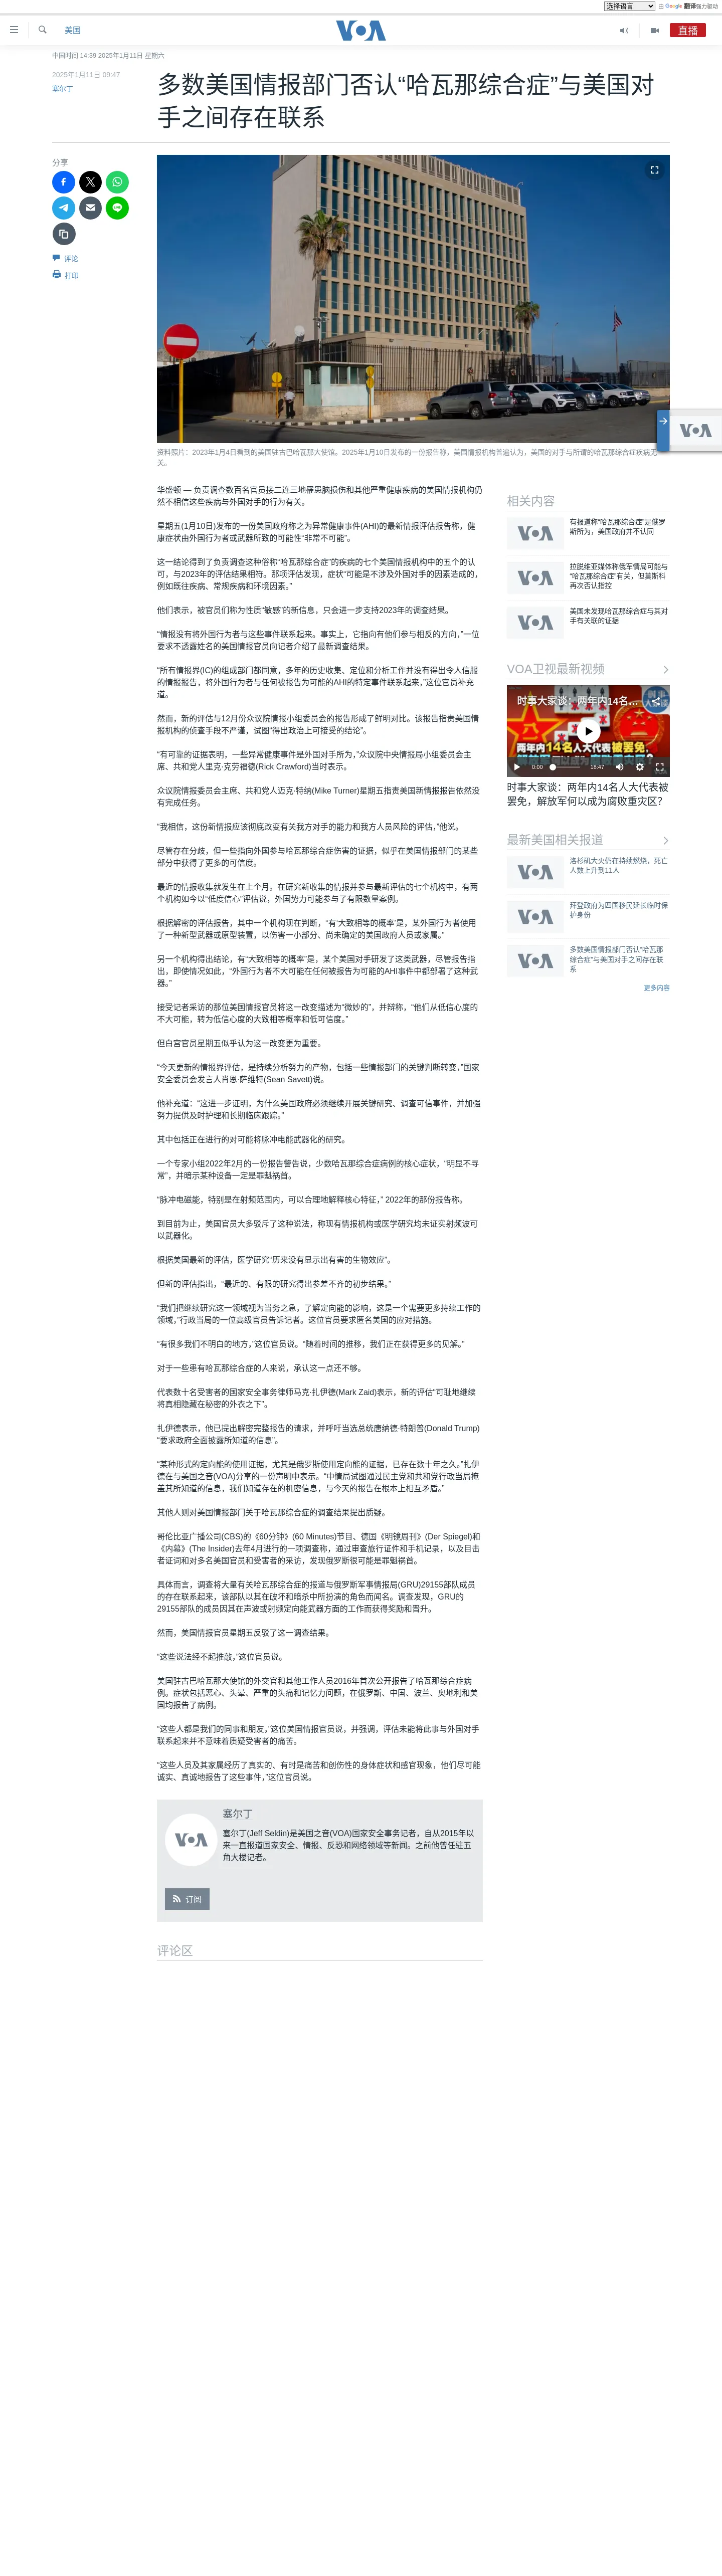 选择语言
由 Google 翻译强力驱动
美国
VOA
直播
中国时间 14:39 2025年1月11日 星期六
2025年1月11日 09:47
塞尔丁
多数美国情报部门否认“哈瓦那综合症”与美国对
手之间存在联系
分享
评论
打印
VOA
资料照片：2023年1月4日看到的美国驻古巴哈瓦那大使馆。2025年1月10日发布的一份报告称，美国情报机构普遍认为，美国的对手与所谓的哈瓦那综合症疾病无
关。
华盛顿 — 负责调查数百名官员接二连三地罹患脑损伤和其他严重健康疾病的美国情报机构仍
然不相信这些疾病与外国对手的行为有关。
星期五(1月10日)发布的一份美国政府称之为异常健康事件(AHI)的最新情报评估报告称，健
康症状由外国行为者或武器所致的可能性“非常不可能”。
这一结论得到了负责调查这种俗称“哈瓦那综合症”的疾病的七个美国情报机构中的五个的认
可，与2023年的评估结果相符。那项评估发现，症状“可能是不涉及外国对手的因素造成的，
例如既往疾病、常规疾病和环境因素。”
他们表示，被官员们称为性质“敏感”的新信息，只会进一步支持2023年的调查结果。
“情报没有将外国行为者与这些事件联系起来。事实上，它指向有他们参与相反的方向，”一位
要求不透露姓名的美国情报官员向记者介绍了最新调查结果。
“所有情报界(IC)的组成部门都同意，多年的历史收集、定位和分析工作并没有得出令人信服
的情报报告，将外国行为者与任何被报告为可能的AHI的特定事件联系起来，”这位官员补充
道。
然而，新的评估与12月份众议院情报小组委员会的报告形成了鲜明对比。该报告指责美国情
报机构的侦查手段不严谨，试图“得出政治上可接受的结论”。
“有可靠的证据表明，一些异常健康事件是外国对手所为，”众议院中央情报局小组委员会主
席、共和党人里克·克劳福德(Rick Crawford)当时表示。
众议院情报委员会主席、共和党人迈克·特纳(Mike Turner)星期五指责美国新情报报告依然没
有完成任务。
“我相信，这份新情报应该彻底改变有关我方对手的能力和我方人员风险的评估，”他说。
尽管存在分歧，但一些指向外国参与哈瓦那综合症伤害的证据，似乎在美国情报部门的某些
部分中获得了更多的可信度。
最近的情报收集就发生在上个月。在研究新收集的情报并参与最新评估的七个机构中，有两
个机构如今以“低度信心”评估说，外国势力可能参与了有限数量案例。
根据解密的评估报告，其中一个机构现在判断，“有‘大致相等的概率’是，某外国行为者使用
了一种新型武器或原型装置，以伤害一小部分、尚未确定的美国政府人员或家属。”
另一个机构得出结论，有“大致相等的概率”是，某个美国对手研发了这类武器，尽管报告指
出，即使情况如此，“外国行为者不大可能在任何被报告为可能的AHI事件中都部署了这种武
器。”
接受记者采访的那位美国情报官员将这一改变描述为“微妙的”，并辩称，“他们从低信心度的
不大可能，转为低信心度的大致相等概率和低可信度。”
但白宫官员星期五似乎认为这一改变更为重要。
“今天更新的情报界评估，是持续分析努力的产物，包括一些情报部门的关键判断转变，”国家
安全委员会发言人肖恩·萨维特(Sean Savett)说。
他补充道：“这进一步证明，为什么美国政府必须继续开展关键研究、调查可信事件，并加强
努力提供及时护理和长期临床跟踪。”
其中包括正在进行的对可能将脉冲电能武器化的研究。
一个专家小组2022年2月的一份报告警告说，少数哈瓦那综合症病例的核心症状，“明显不寻
常”，并暗示某种设备一定是罪魁祸首。
“脉冲电磁能，特别是在射频范围内，可以合理地解释核心特征，” 2022年的那份报告称。
到目前为止，美国官员大多驳斥了这种说法，称现有情报机构或医学研究均未证实射频波可
以武器化。
根据美国最新的评估，医学研究“历来没有显示出有害的生物效应”。
但新的评估指出，“最近的、有限的研究得出参差不齐的初步结果。”
“我们把继续研究这一领域视为当务之急，了解定向能的影响，这是一个需要更多持续工作的
领域，”行政当局的一位高级官员告诉记者。这位官员要求匿名美国的应对措施。
“有很多我们不明白的地方，”这位官员说。“随着时间的推移，我们正在获得更多的见解。”
对于一些患有哈瓦那综合症的人来说，承认这一点还不够。
代表数十名受害者的国家安全事务律师马克·扎伊德(Mark Zaid)表示，新的评估“可耻地继续
将真相隐藏在秘密的外衣之下”。
扎伊德表示，他已提出解密完整报告的请求，并呼吁当选总统唐纳德·特朗普(Donald Trump)
“要求政府全面披露所知道的信息”。
“某种形式的定向能的使用证据，尤其是俄罗斯使用定向能的证据，已存在数十年之久。”扎伊
德在与美国之音(VOA)分享的一份声明中表示。“中情局试图通过民主党和共和党行政当局掩
盖其所知道的信息，我们知道存在的机密信息，与今天的报告在根本上相互矛盾。”
其他人则对美国情报部门关于哈瓦那综合症的调查结果提出质疑。
哥伦比亚广播公司(CBS)的《60分钟》(60 Minutes)节目、德国《明镜周刊》(Der Spiegel)和
《内幕》(The Insider)去年4月进行的一项调查称，通过审查旅行证件和手机记录，以及目击
者证词和对多名美国官员和受害者的采访，发现俄罗斯很可能是罪魁祸首。
具体而言，调查将大量有关哈瓦那综合症的报道与俄罗斯军事情报局(GRU)29155部队成员
的存在联系起来，该部队以其在破坏和暗杀中所扮演的角色而闻名。调查发现，GRU的
29155部队的成员因其在声波或射频定向能武器方面的工作而获得奖励和晋升。
然而，美国情报官员星期五反驳了这一调查结果。
“这些说法经不起推敲，”这位官员说。
美国驻古巴哈瓦那大使馆的外交官和其他工作人员2016年首次公开报告了哈瓦那综合症病
例。症状包括恶心、头晕、严重的头痛和记忆力问题，在俄罗斯、中国、波兰、奥地利和美
国均报告了病例。
“这些人都是我们的同事和朋友，”这位美国情报官员说，并强调，评估未能将此事与外国对手
联系起来并不意味着质疑受害者的痛苦。
“这些人员及其家属经历了真实的、有时是痛苦和创伤性的身体症状和感官现象，他们尽可能
诚实、真诚地报告了这些事件，”这位官员说。
塞尔丁
VOA
塞尔丁(Jeff Seldin)是美国之音(VOA)国家安全事务记者，自从2015年以
来一直报道国家安全、情报、反恐和网络领域等新闻。之前他曾任驻五
角大楼记者。
订阅
评论区
相关内容
VOA
有报道称“哈瓦那综合症”是俄罗
斯所为，美国政府并不认同
VOA
拉脱维亚媒体称俄军情局可能与
“哈瓦那综合症”有关，但莫斯科
再次否认指控
VOA
美国未发现哈瓦那综合症与其对
手有关联的证据
VOA卫视最新视频
时事大家谈：两年内14名…
两年内14名人大代表被罢免，
0:00
18:47
时事大家谈：两年内14名人大代表被
罢免，解放军何以成为腐败重灾区？
最新美国相关报道
VOA
洛杉矶大火仍在持续燃烧，死亡
人数上升到11人
VOA
拜登政府为四国移民延长临时保
护身份
VOA
多数美国情报部门否认“哈瓦那
综合症”与美国对手之间存在联
系
更多内容